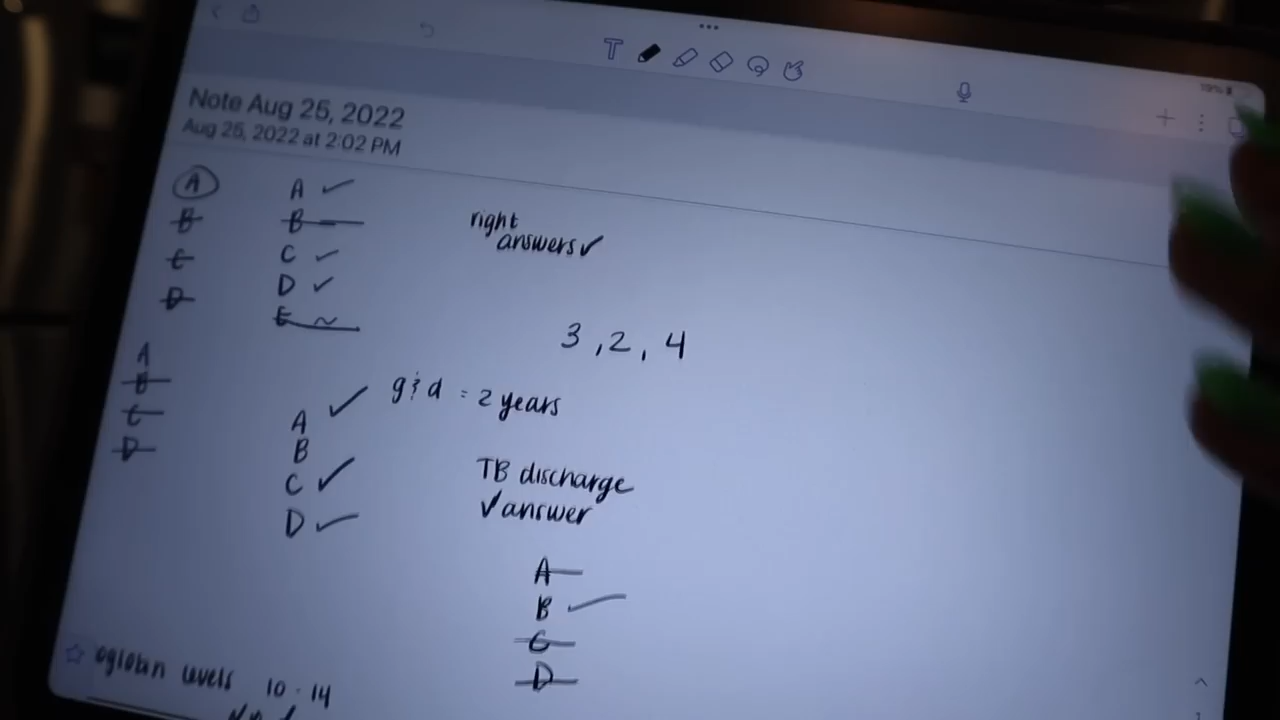 Note Aug 25, 2022
Aug 25, 2022 at 2:02 PM
A
B
C
D
A ✓
B
C ✓
D ✓
E ~
right
answers ✓
3, 2, 4
A
B
C
D
g & d = 2 years
A ✓
B
C ✓
D ✓
TB discharge
✓ answer
A
B ✓
C
D
levels 10-14